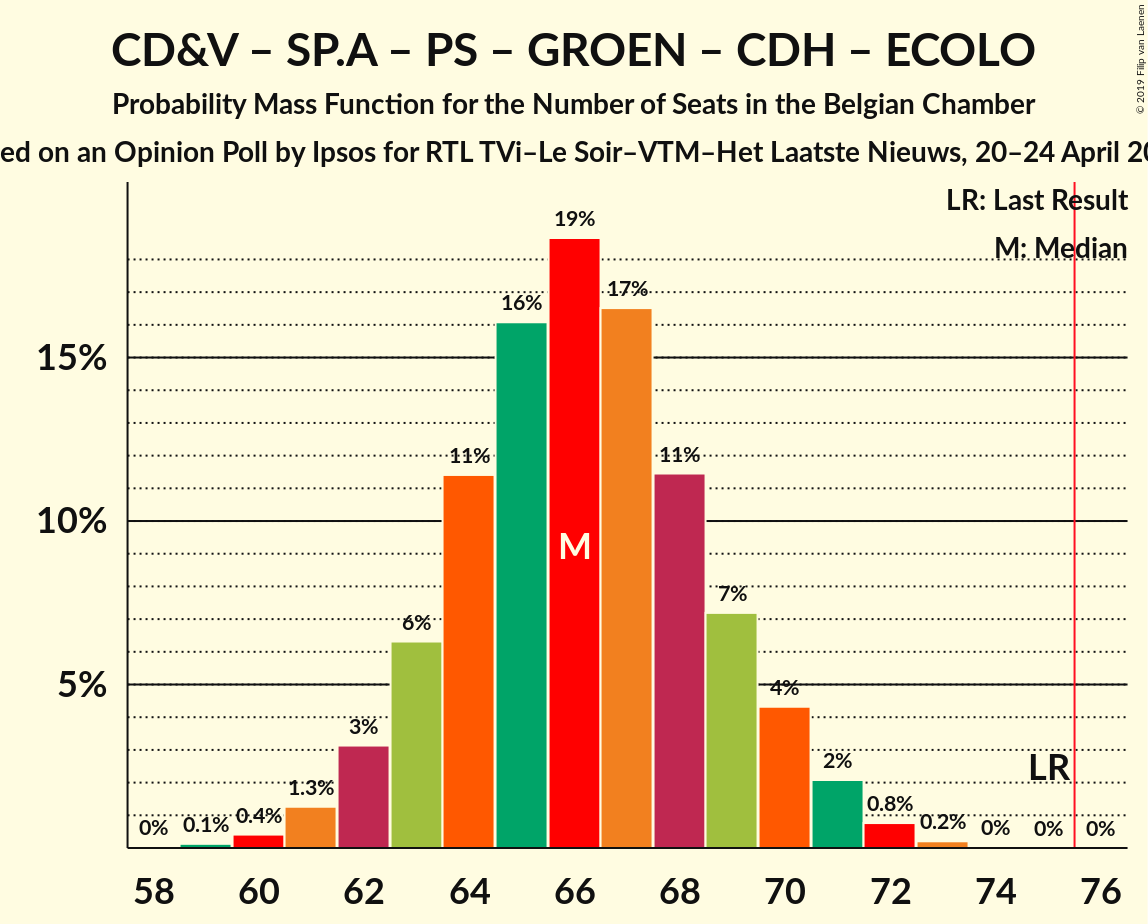 CD&V – SP.A – PS – GROEN – CDH – ECOLO
Probability Mass Function for the Number of Seats in the Belgian Chamber
ed on an Opinion Poll by Ipsos for RTL TVi–Le Soir–VTM–Het Laatste Nieuws, 20–24 April 20
© 2019 Filip van Laenen
LR: Last Result
M: Median
19%
17%
16%
15%
11%
11%
10%
M
7%
6%
5%
4%
3%
2%
LR
1.3%
0.8%
0.4%
0.2%
0.1%
0%
0%
0%
0%
58 60 62 64 66 68 70 72 74 76